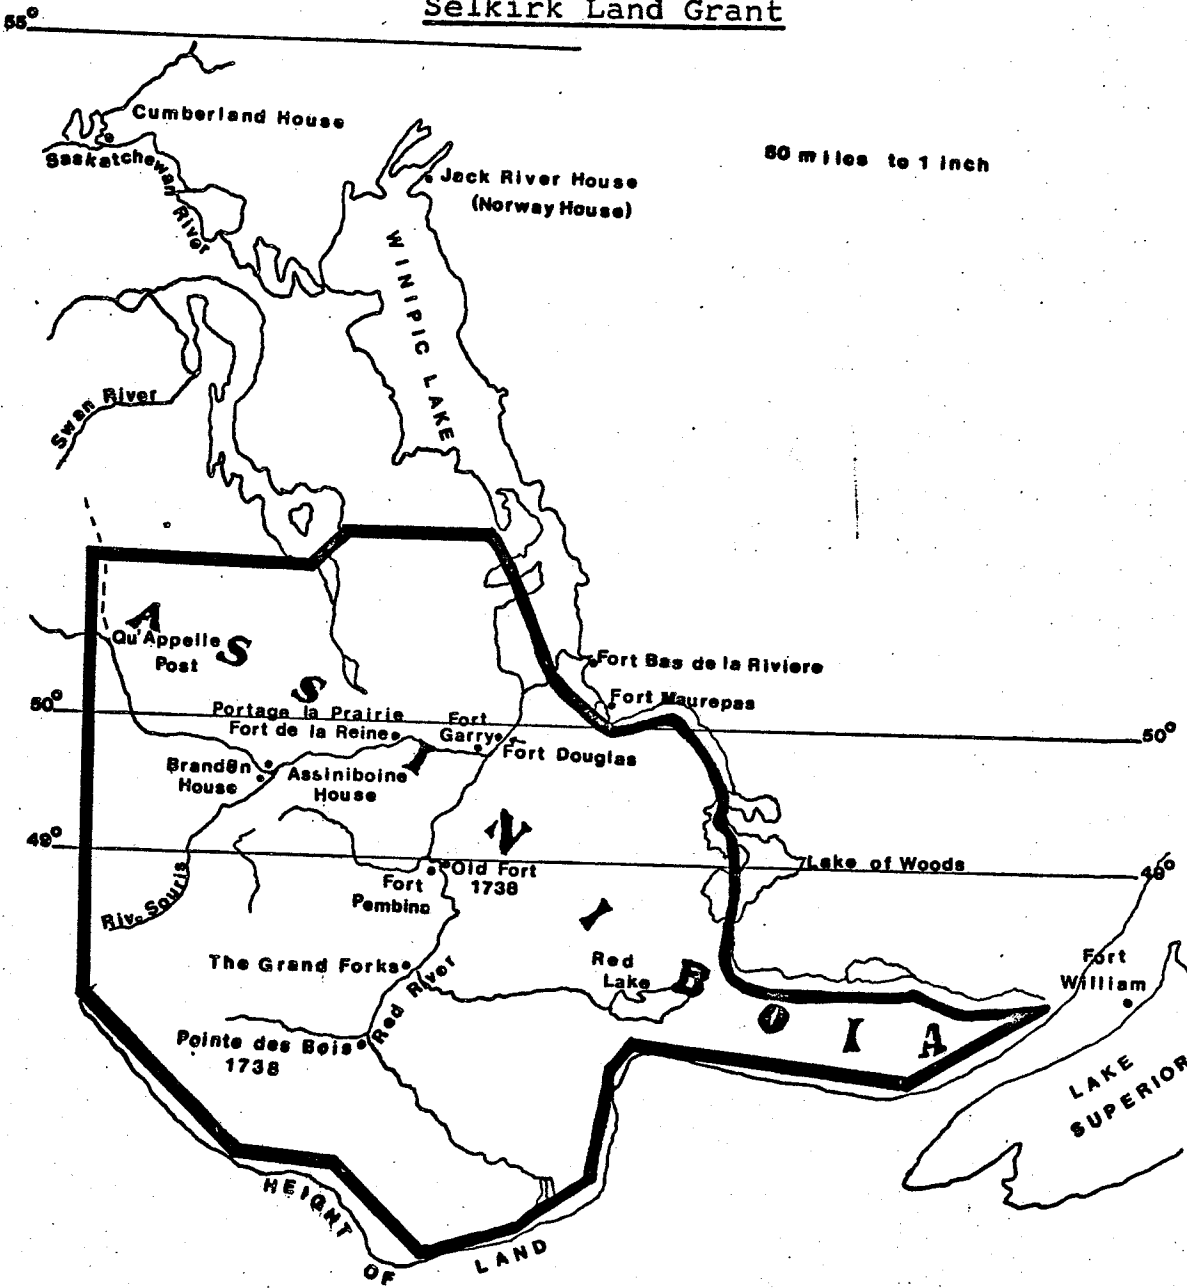 Selkirk Land Grant
55°
Cumberland House
Saskatchewan River
80 miles to 1 inch
Jack River House
(Norway House)
WINIPIC LAKE
Swan River
ASSINIBOIA
Qu'Appelle
Post
Fort Bas de la Riviere
Fort Maurepas
50°
50°
Portage la Prairie
Fort de la Reine
Fort
Garry
Fort Douglas
Brandon
House
Assiniboine
House
49°
49°
Lake of Woods
Old Fort
1738
Fort
Pembina
Riv. Souris
The Grand Forks
Red River
Red
Lake
Fort
William
Pointe des Bois
1738
LAKE
SUPERIOR
HEIGHT OF LAND